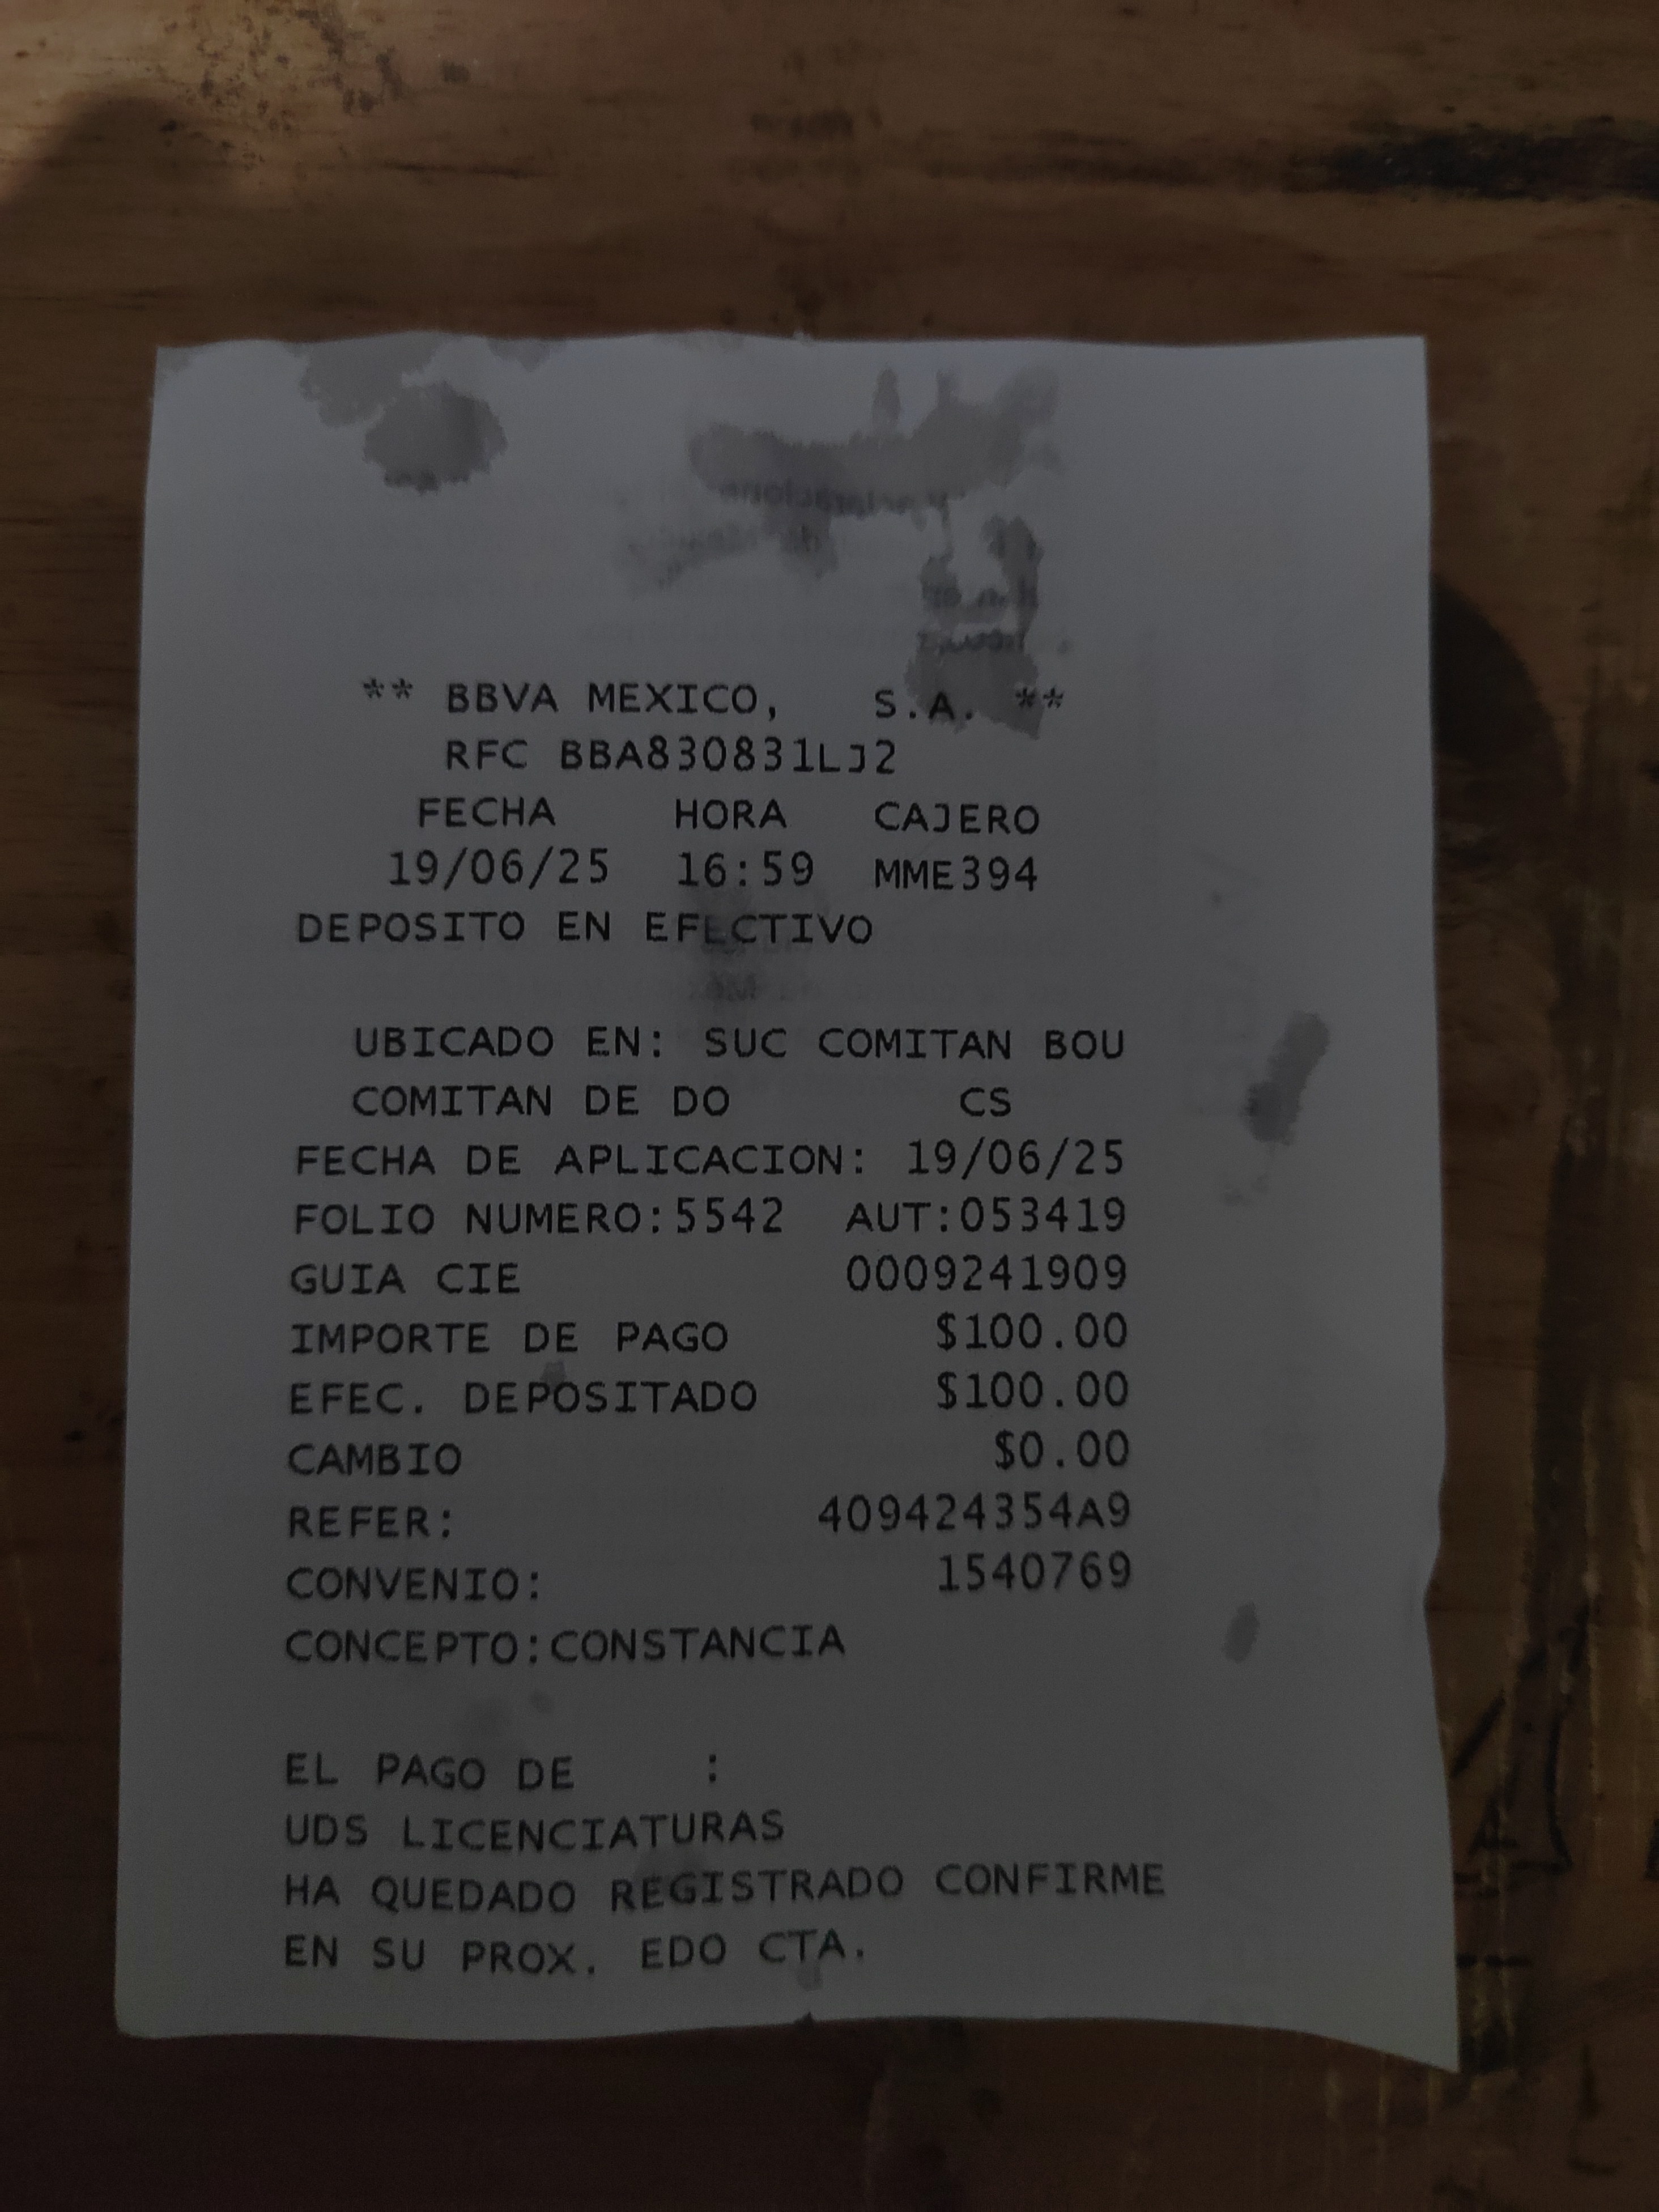 ** BBVA MEXICO, S.A. **
RFC BBA830831LJ2
FECHA HORA CAJERO
19/06/25 16:59 MME394
DEPOSITO EN EFECTIVO
UBICADO EN: SUC COMITAN BOU
COMITAN DE DO CS
FECHA DE APLICACION: 19/06/25
FOLIO NUMERO:5542 AUT:053419
GUIA CIE 0009241909
IMPORTE DE PAGO $100.00
EFEC. DEPOSITADO $100.00
CAMBIO $0.00
REFER: 409424354A9
CONVENIO: 1540769
CONCEPTO:CONSTANCIA
EL PAGO DE :
UDS LICENCIATURAS
HA QUEDADO REGISTRADO CONFIRME
EN SU PROX. EDO CTA.